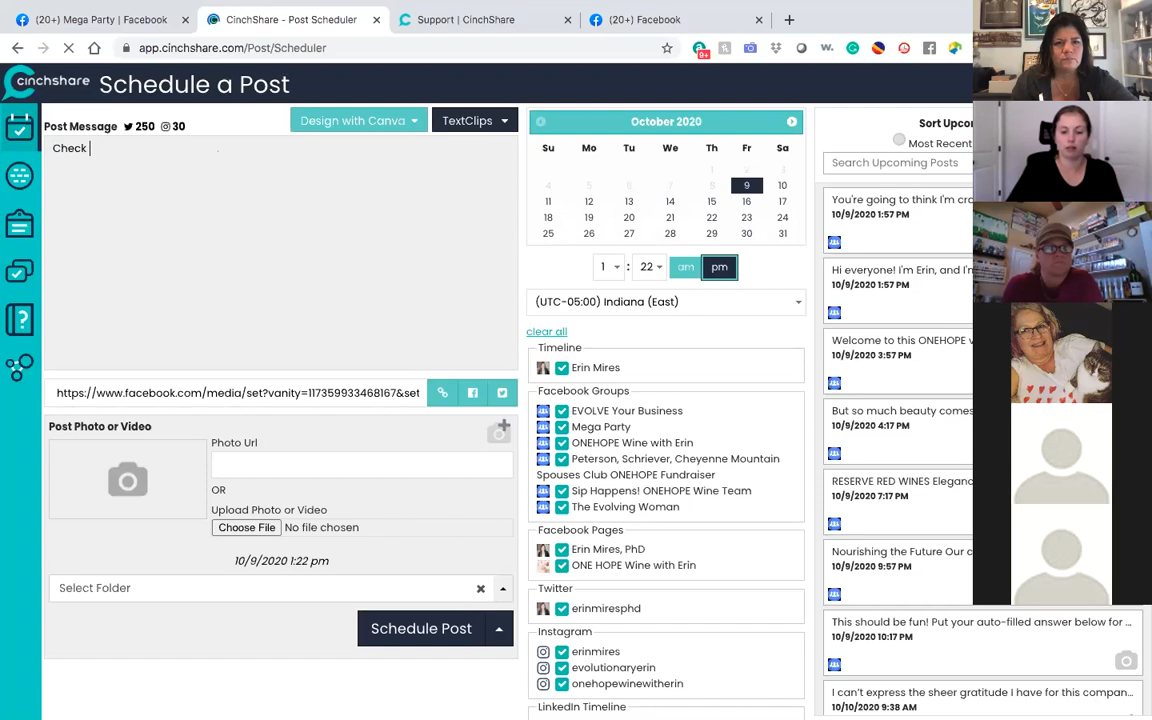 (20+) Mega Party | Facebook
CinchShare - Post Scheduler
Support | CinchShare
(20+) Facebook
app.cinchshare.com/Post/Scheduler
9+
W.
cinchshare Schedule a Post
Post Message 250 30
Design with Canva
TextClips
Check
https://www.facebook.com/media/set?vanity=117359933468167&set
Post Photo or Video
Photo Url
OR
Upload Photo or Video
Choose File No file chosen
10/9/2020 1:22 pm
Select Folder
Schedule Post
October 2020
Su Mo Tu We Th Fr Sa
1 2 3
4 5 6 7 8 9 10
11 12 13 14 15 16 17
18 19 20 21 22 23 24
25 26 27 28 29 30 31
1 : 22 am pm
(UTC-05:00) Indiana (East)
clear all
Timeline
Erin Mires
Facebook Groups
EVOLVE Your Business
Mega Party
ONEHOPE Wine with Erin
Peterson, Schriever, Cheyenne Mountain
Spouses Club ONEHOPE Fundraiser
Sip Happens! ONEHOPE Wine Team
The Evolving Woman
Facebook Pages
Erin Mires, PhD
ONE HOPE Wine with Erin
Twitter
erinmiresphd
Instagram
erinmires
evolutionaryerin
onehopewinewitherin
LinkedIn Timeline
Sort Upcom
Most Recent
Search Upcoming Posts
You're going to think I'm cra
10/9/2020 1:57 PM
Hi everyone! I'm Erin, and I'm
10/9/2020 1:57 PM
Welcome to this ONEHOPE v
10/9/2020 3:57 PM
But so much beauty comes
10/9/2020 4:17 PM
RESERVE RED WINES Eleganc
10/9/2020 7:17 PM
Nourishing the Future Our c
10/9/2020 9:57 PM
This should be fun! Put your auto-filled answer below for ...
10/9/2020 10:17 PM
I can't express the sheer gratitude I have for this compan...
10/10/2020 9:38 AM